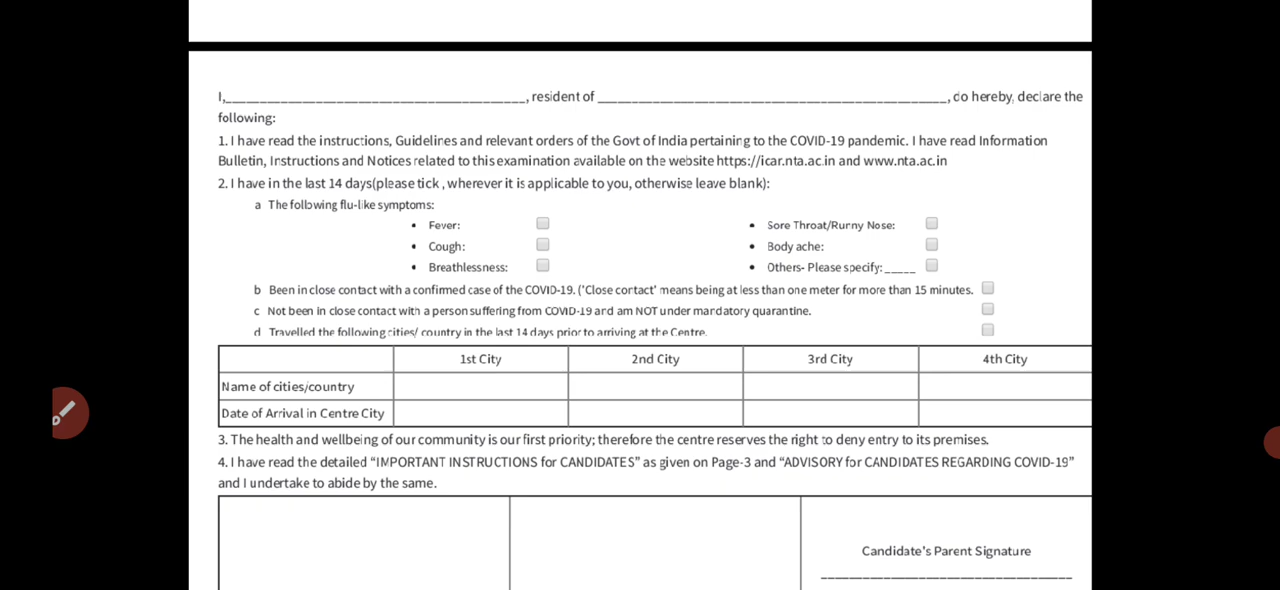 I,___________________________________________, resident of __________________________________________________, do hereby, declare the
following:
1. I have read the instructions, Guidelines and relevant orders of the Govt of India pertaining to the COVID-19 pandemic. I have read Information
Bulletin, Instructions and Notices related to this examination available on the website https://icar.nta.ac.in and www.nta.ac.in
2. I have in the last 14 days(please tick , wherever it is applicable to you, otherwise leave blank):
a The following flu-like symptoms:
• Fever: • Sore Throat/Runny Nose:
• Cough: • Body ache:
• Breathlessness: • Others- Please specify:_____
b Been in close contact with a confirmed case of the COVID-19. ('Close contact' means being at less than one meter for more than 15 minutes.
c Not been in close contact with a person suffering from COVID-19 and am NOT under mandatory quarantine.
d Travelled the following cities/ country in the last 14 days prior to arriving at the Centre.
1st City 2nd City 3rd City 4th City
Name of cities/country
Date of Arrival in Centre City
3. The health and wellbeing of our community is our first priority; therefore the centre reserves the right to deny entry to its premises.
4. I have read the detailed “IMPORTANT INSTRUCTIONS for CANDIDATES” as given on Page-3 and “ADVISORY for CANDIDATES REGARDING COVID-19”
and I undertake to abide by the same.
Candidate's Parent Signature
____________________________________